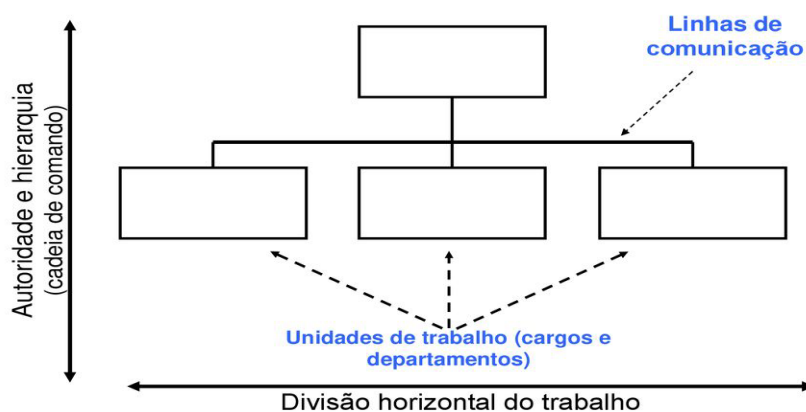 Linhas de
comunicação
Autoridade e hierarquia
(cadeia de comando)
Unidades de trabalho (cargos e
departamentos)
Divisão horizontal do trabalho